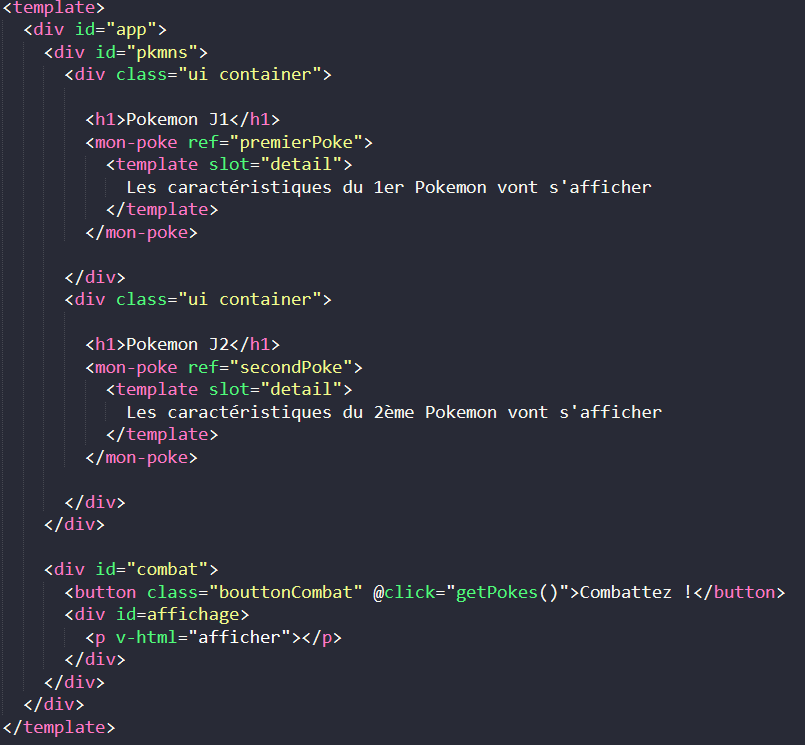 <template>
<div id="app">
<div id="pkmns">
<div class="ui container">
<h1>Pokemon J1</h1>
<mon-poke ref="premierPoke">
<template slot="detail">
Les caractéristiques du 1er Pokemon vont s'afficher
</template>
</mon-poke>
</div>
<div class="ui container">
<h1>Pokemon J2</h1>
<mon-poke ref="secondPoke">
<template slot="detail">
Les caractéristiques du 2ème Pokemon vont s'afficher
</template>
</mon-poke>
</div>
</div>
<div id="combat">
<button class="bouttonCombat" @click="getPokes()">Combattez !</button>
<div id=affichage>
<p v-html="afficher"></p>
</div>
</div>
</div>
</template>